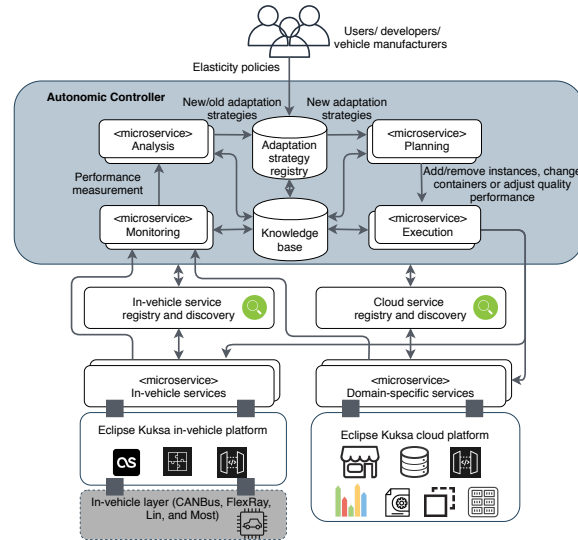 Users/ developers/
vehicle manufacturers
Elasticity policies
Autonomic Controller
New/old adaptation
strategies
New adaptation
strategies
<microservice>
Analysis
Adaptation
strategy
registry
<microservice>
Planning
Performance
measurement
Add/remove instances, change
containers or adjust quality
performance
<microservice>
Monitoring
Knowledge
base
<microservice>
Execution
In-vehicle service
registry and discovery
Cloud service
registry and discovery
<microservice>
In-vehicle services
<microservice>
Domain-specific services
Eclipse Kuksa in-vehicle platform
Eclipse Kuksa cloud platform
as
In-vehicle layer (CANBus, FlexRay,
Lin, and Most)